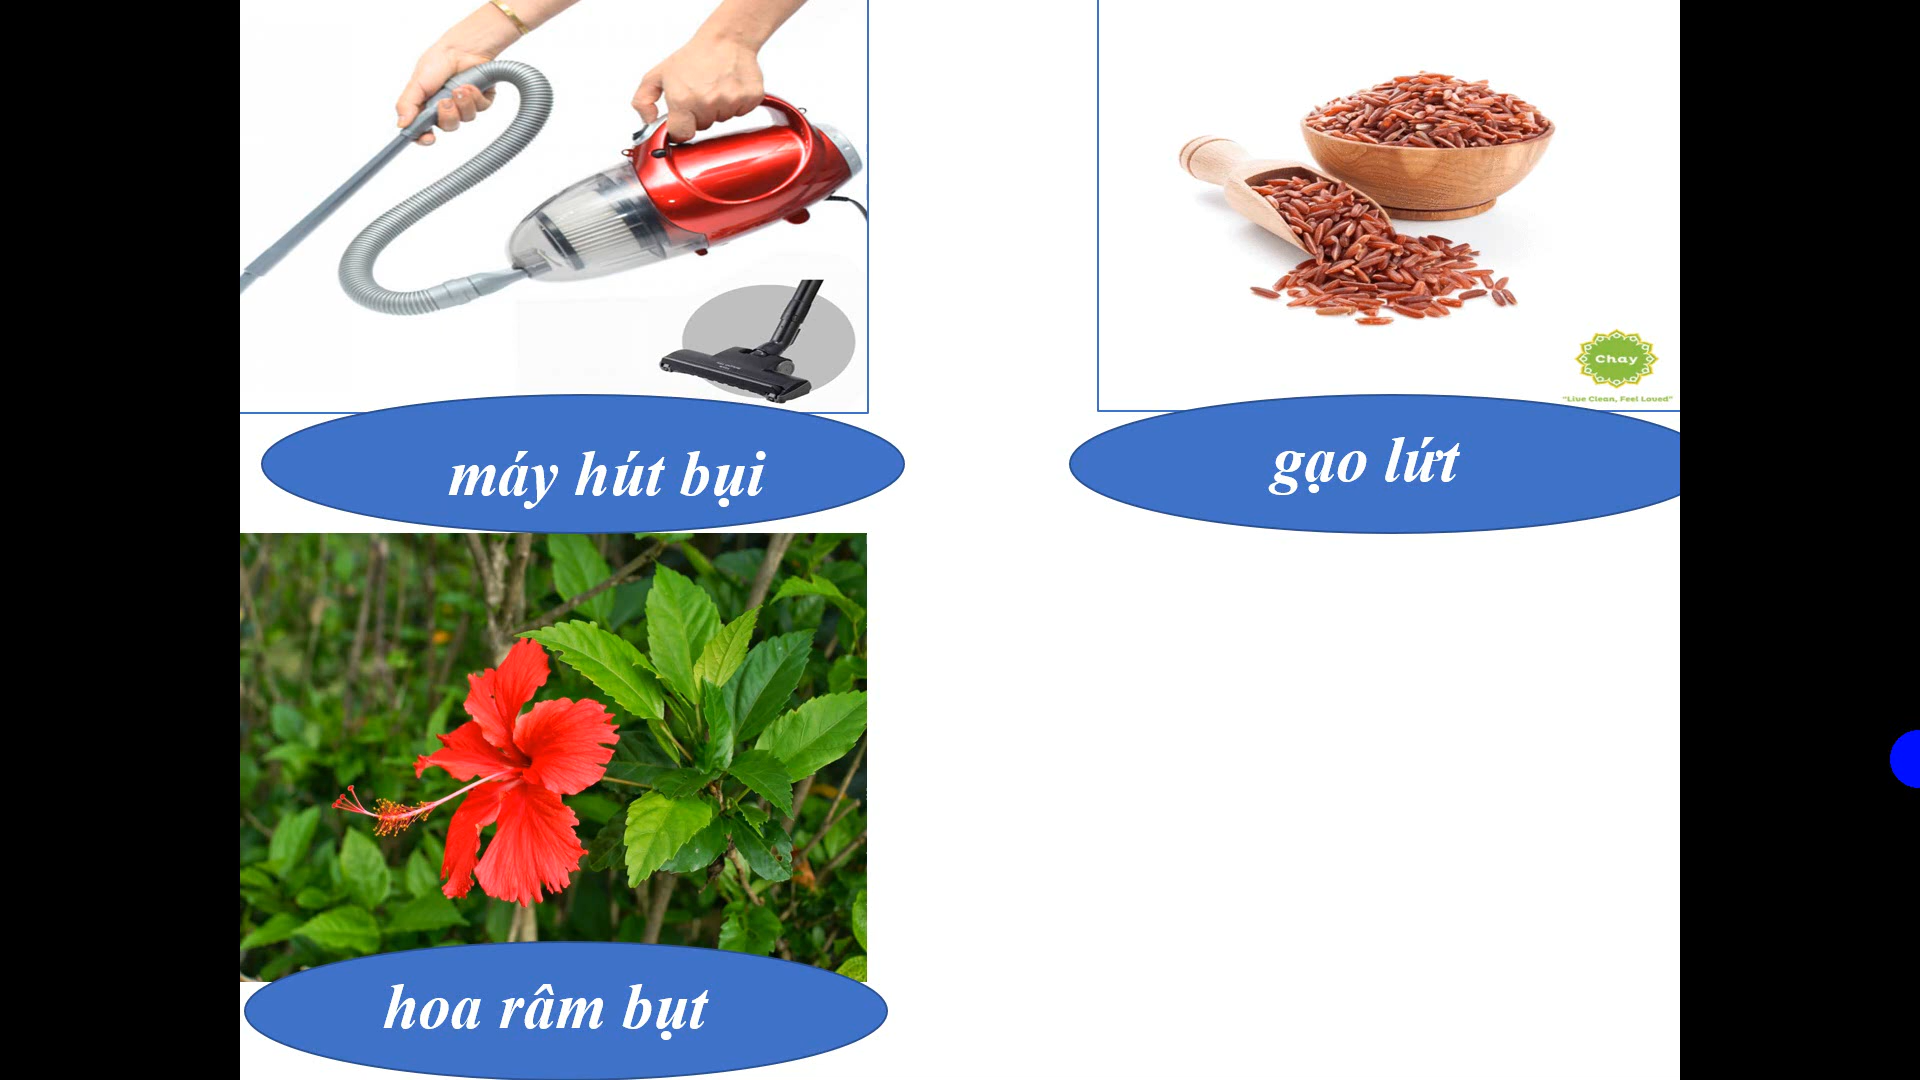 Chay
"Live Clean, Feel Loved"
máy hút bụi
gạo lứt
hoa râm bụt